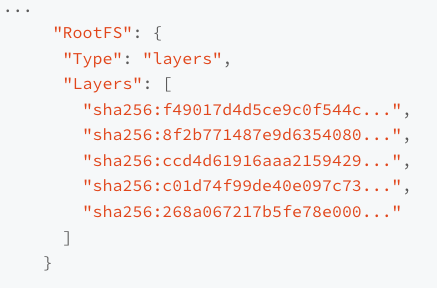 ...
"RootFS": {
"Type": "layers",
"Layers": [
"sha256:f49017d4d5ce9c0f544c...",
"sha256:8f2b771487e9d6354080...",
"sha256:ccd4d61916aaa2159429...",
"sha256:c01d74f99de40e097c73...",
"sha256:268a067217b5fe78e000..."
]
}